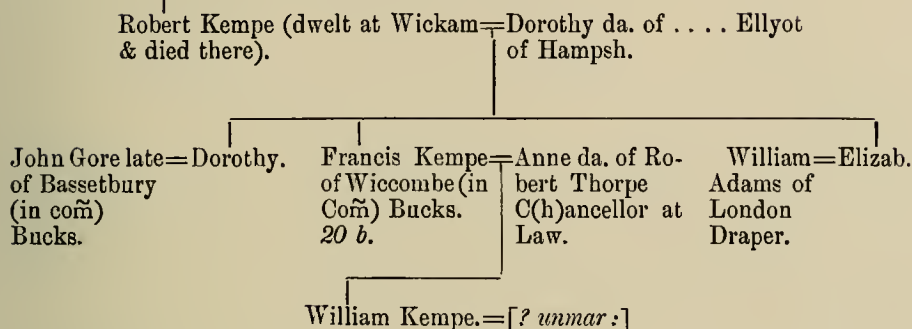 Robert Kempe (dwelt at Wickam=Dorothy da. of .... Ellyot
& died there).
of Hampsh.
John Gore late=Dorothy.
of Bassetbury
(in com̃)
Bucks.
Francis Kempe=Anne da. of Ro-
of Wiccombe (in
Com̃) Bucks.
20 b.
bert Thorpe
C(h)ancellor at
Law.
William=Elizab.
Adams of
London
Draper.
William Kempe.=[? unmar:]